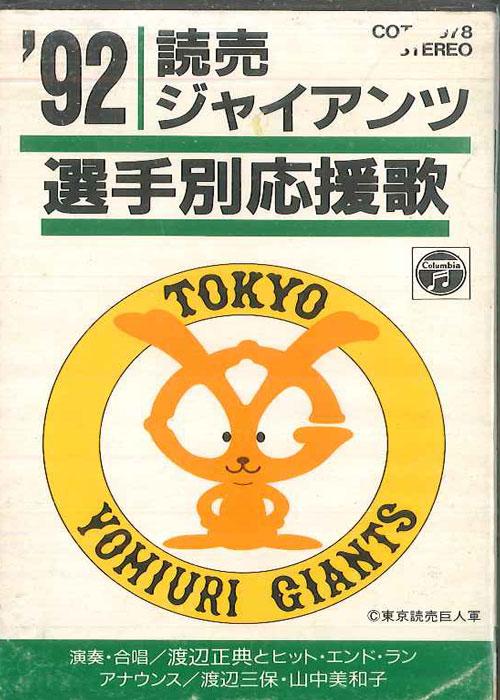 '92
読売
ジャイアンツ
STEREO
選手別応援歌
Columbia
TOKYO
YOMIURI GIANTS
©東京読売巨人軍
演奏・合唱／渡辺正典とヒット・エンド・ラン
アナウンス／渡辺三保・山中美和子